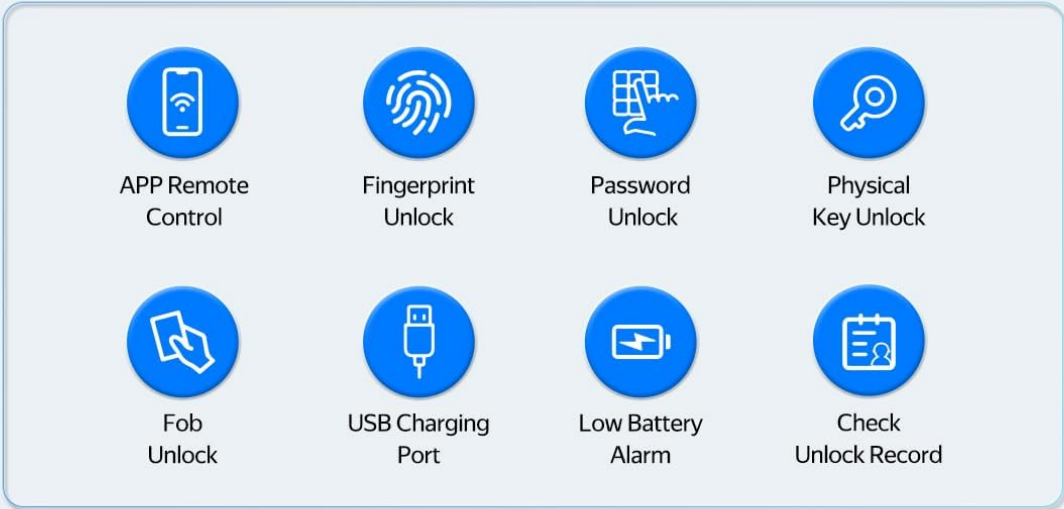 APP Remote
Control
Fingerprint
Unlock
Password
Unlock
Physical
Key Unlock
Fob
Unlock
USB Charging
Port
Low Battery
Alarm
Check
Unlock Record